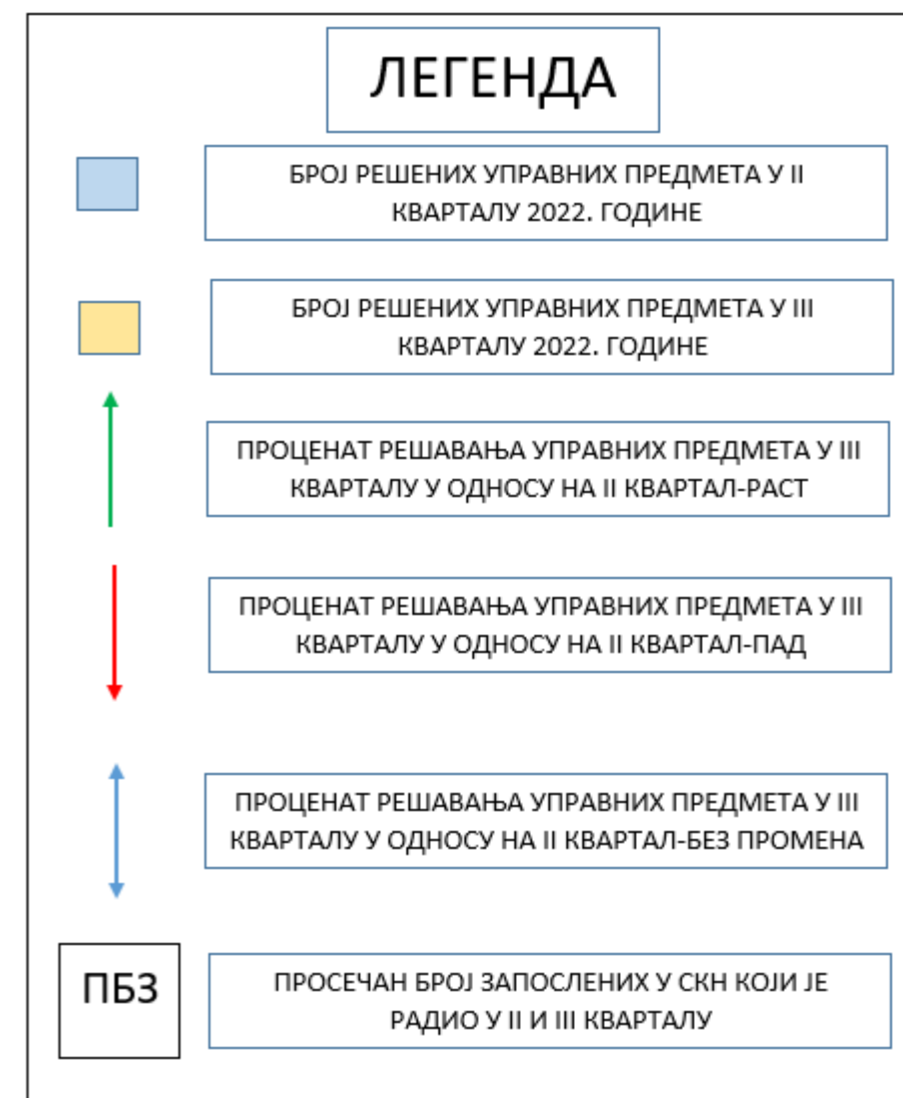 ЛЕГЕНДА
БРОЈ РЕШЕНИХ УПРАВНИХ ПРЕДМЕТА У II
КВАРТАЛУ 2022. ГОДИНЕ
БРОЈ РЕШЕНИХ УПРАВНИХ ПРЕДМЕТА У III
КВАРТАЛУ 2022. ГОДИНЕ
ПРОЦЕНАТ РЕШАВАЊА УПРАВНИХ ПРЕДМЕТА У III
КВАРТАЛУ У ОДНОСУ НА II КВАРТАЛ-РАСТ
ПРОЦЕНАТ РЕШАВАЊА УПРАВНИХ ПРЕДМЕТА У III
КВАРТАЛУ У ОДНОСУ НА II КВАРТАЛ-ПАД
ПРОЦЕНАТ РЕШАВАЊА УПРАВНИХ ПРЕДМЕТА У III
КВАРТАЛУ У ОДНОСУ НА II КВАРТАЛ-БЕЗ ПРОМЕНА
ПБЗ
ПРОСЕЧАН БРОЈ ЗАПОСЛЕНИХ У СКН КОЈИ ЈЕ
РАДИО У II И III КВАРТАЛУ